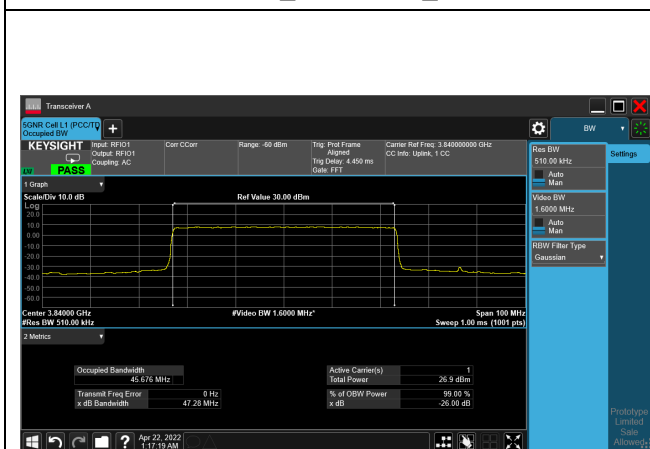 Transceiver A
5GNR Cell L1 (PCC/TD
Occupied BW
BW
KEYSIGHT
LV
PASS
Input: RFIO1
Output: RFIO1
Coupling: AC
Corr CCorr
Range: -60 dBm
Trig: Prof Frame
Aligned
Trig Delay: 4.450 ms
Gate: FFT
Carrier Ref Freq: 3.840000000 GHz
CC Info: Uplink, 1 CC
Res BW
510.00 kHz
Auto
Man
Settings
Video BW
1.6000 MHz
Auto
Man
RBW Filter Type
Gaussian
1 Graph
Scale/Div 10.0 dB
Ref Value 30.00 dBm
Log
20.0
10.0
0.00
-10.0
-20.0
-30.0
-40.0
-50.0
-60.0
Center 3.84000 GHz
#Video BW 1.6000 MHz*
Span 100 MHz
#Res BW 510.00 kHz
Sweep 1.00 ms (1001 pts)
2 Metrics
Occupied Bandwidth
45.676 MHz
Active Carrier(s) 1
Total Power 26.9 dBm
Transmit Freq Error 0 Hz
x dB Bandwidth 47.28 MHz
% of OBW Power 99.00 %
x dB -26.00 dB
Prototype
Limited
Sale
Allowed
?
Apr 22, 2022
1:17:19 AM